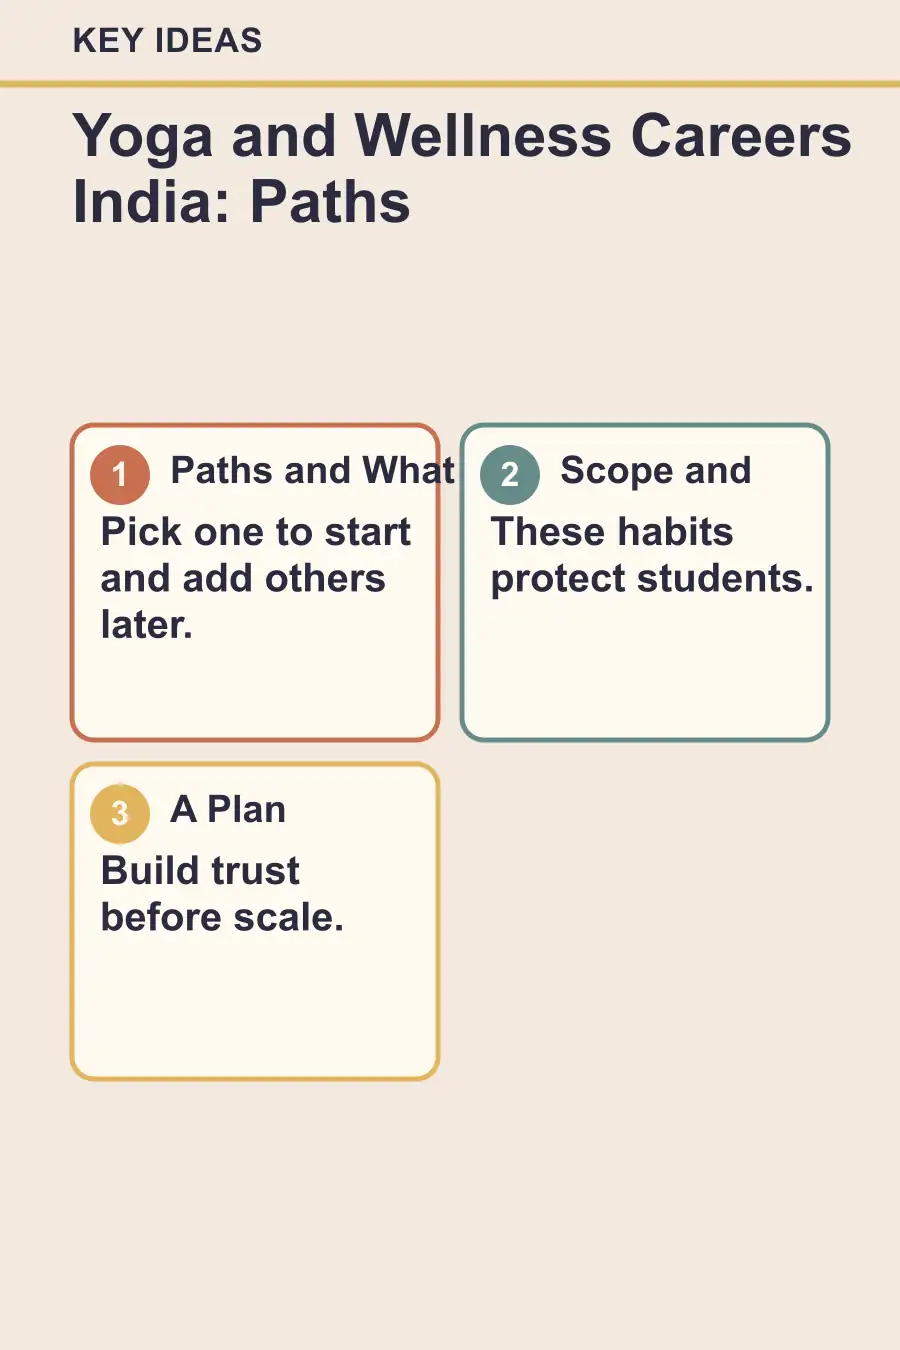 KEY IDEAS
Yoga and Wellness Careers
India: Paths
1
Paths and What
Pick one to start
and add others
later.
2
Scope and
These habits
protect students.
3
A Plan
Build trust
before scale.